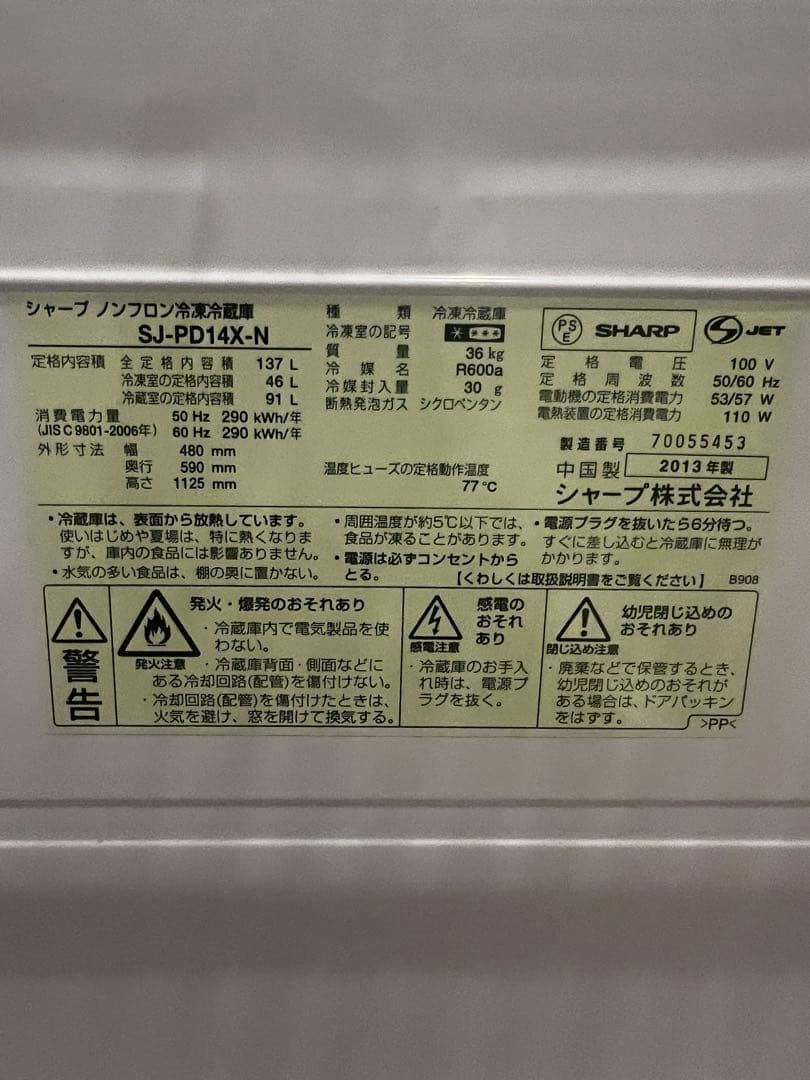 シャープ ノンフロン冷凍冷蔵庫
SJ-PD14X-N
定格内容積 全定格内容積 137 L
冷凍室の定格内容積 46 L
冷蔵室の定格内容積 91 L
消費電力量 50 Hz 290 kWh/年
(JIS C 9801-2006年) 60 Hz 290 kWh/年
外形寸法 幅 480 mm
奥行 590 mm
高さ 1125 mm
種類 冷凍冷蔵庫
冷凍室の記号 ****
質量 36 kg
冷媒名 R600a
冷媒封入量 30 g
断熱発泡ガス シクロペンタン
温度ヒューズの定格動作温度
77℃
PSE SHARP S JET
定格電圧 100 V
定格周波数 50/60 Hz
電動機の定格消費電力 53/57 W
電熱装置の定格消費電力 110 W
製造番号 70055453
中国製 2013年製
シャープ株式会社
・冷蔵庫は、表面から放熱しています。
使いはじめや夏場は、特に熱くなりま
すが、庫内の食品には影響ありません。
・水気の多い食品は、棚の奥に置かない。
・周囲温度が約5℃以下では、
食品が凍ることがあります。
・電源は必ずコンセントから
とる。
・電源プラグを抜いたら6分待つ。
すぐに差し込むと冷蔵庫に無理が
かかります。
【くわしくは取扱説明書をご覧ください】 B908
警告
発火・爆発のおそれあり
発火注意
・冷蔵庫内で電気製品を使
わない。
・冷蔵庫背面・側面などに
ある冷却回路(配管)を傷付けない。
・冷却回路(配管)を傷付けたときは、
火気を避け、窓を開けて換気する。
感電の
おそれ
あり
感電注意
・冷蔵庫のお手入
れ時は、電源プ
ラグを抜く。
幼児閉じ込めの
おそれあり
閉じ込め注意
・廃棄などで保管するとき、
幼児閉じ込めのおそれが
ある場合は、ドアパッキン
をはずす。
>PP<